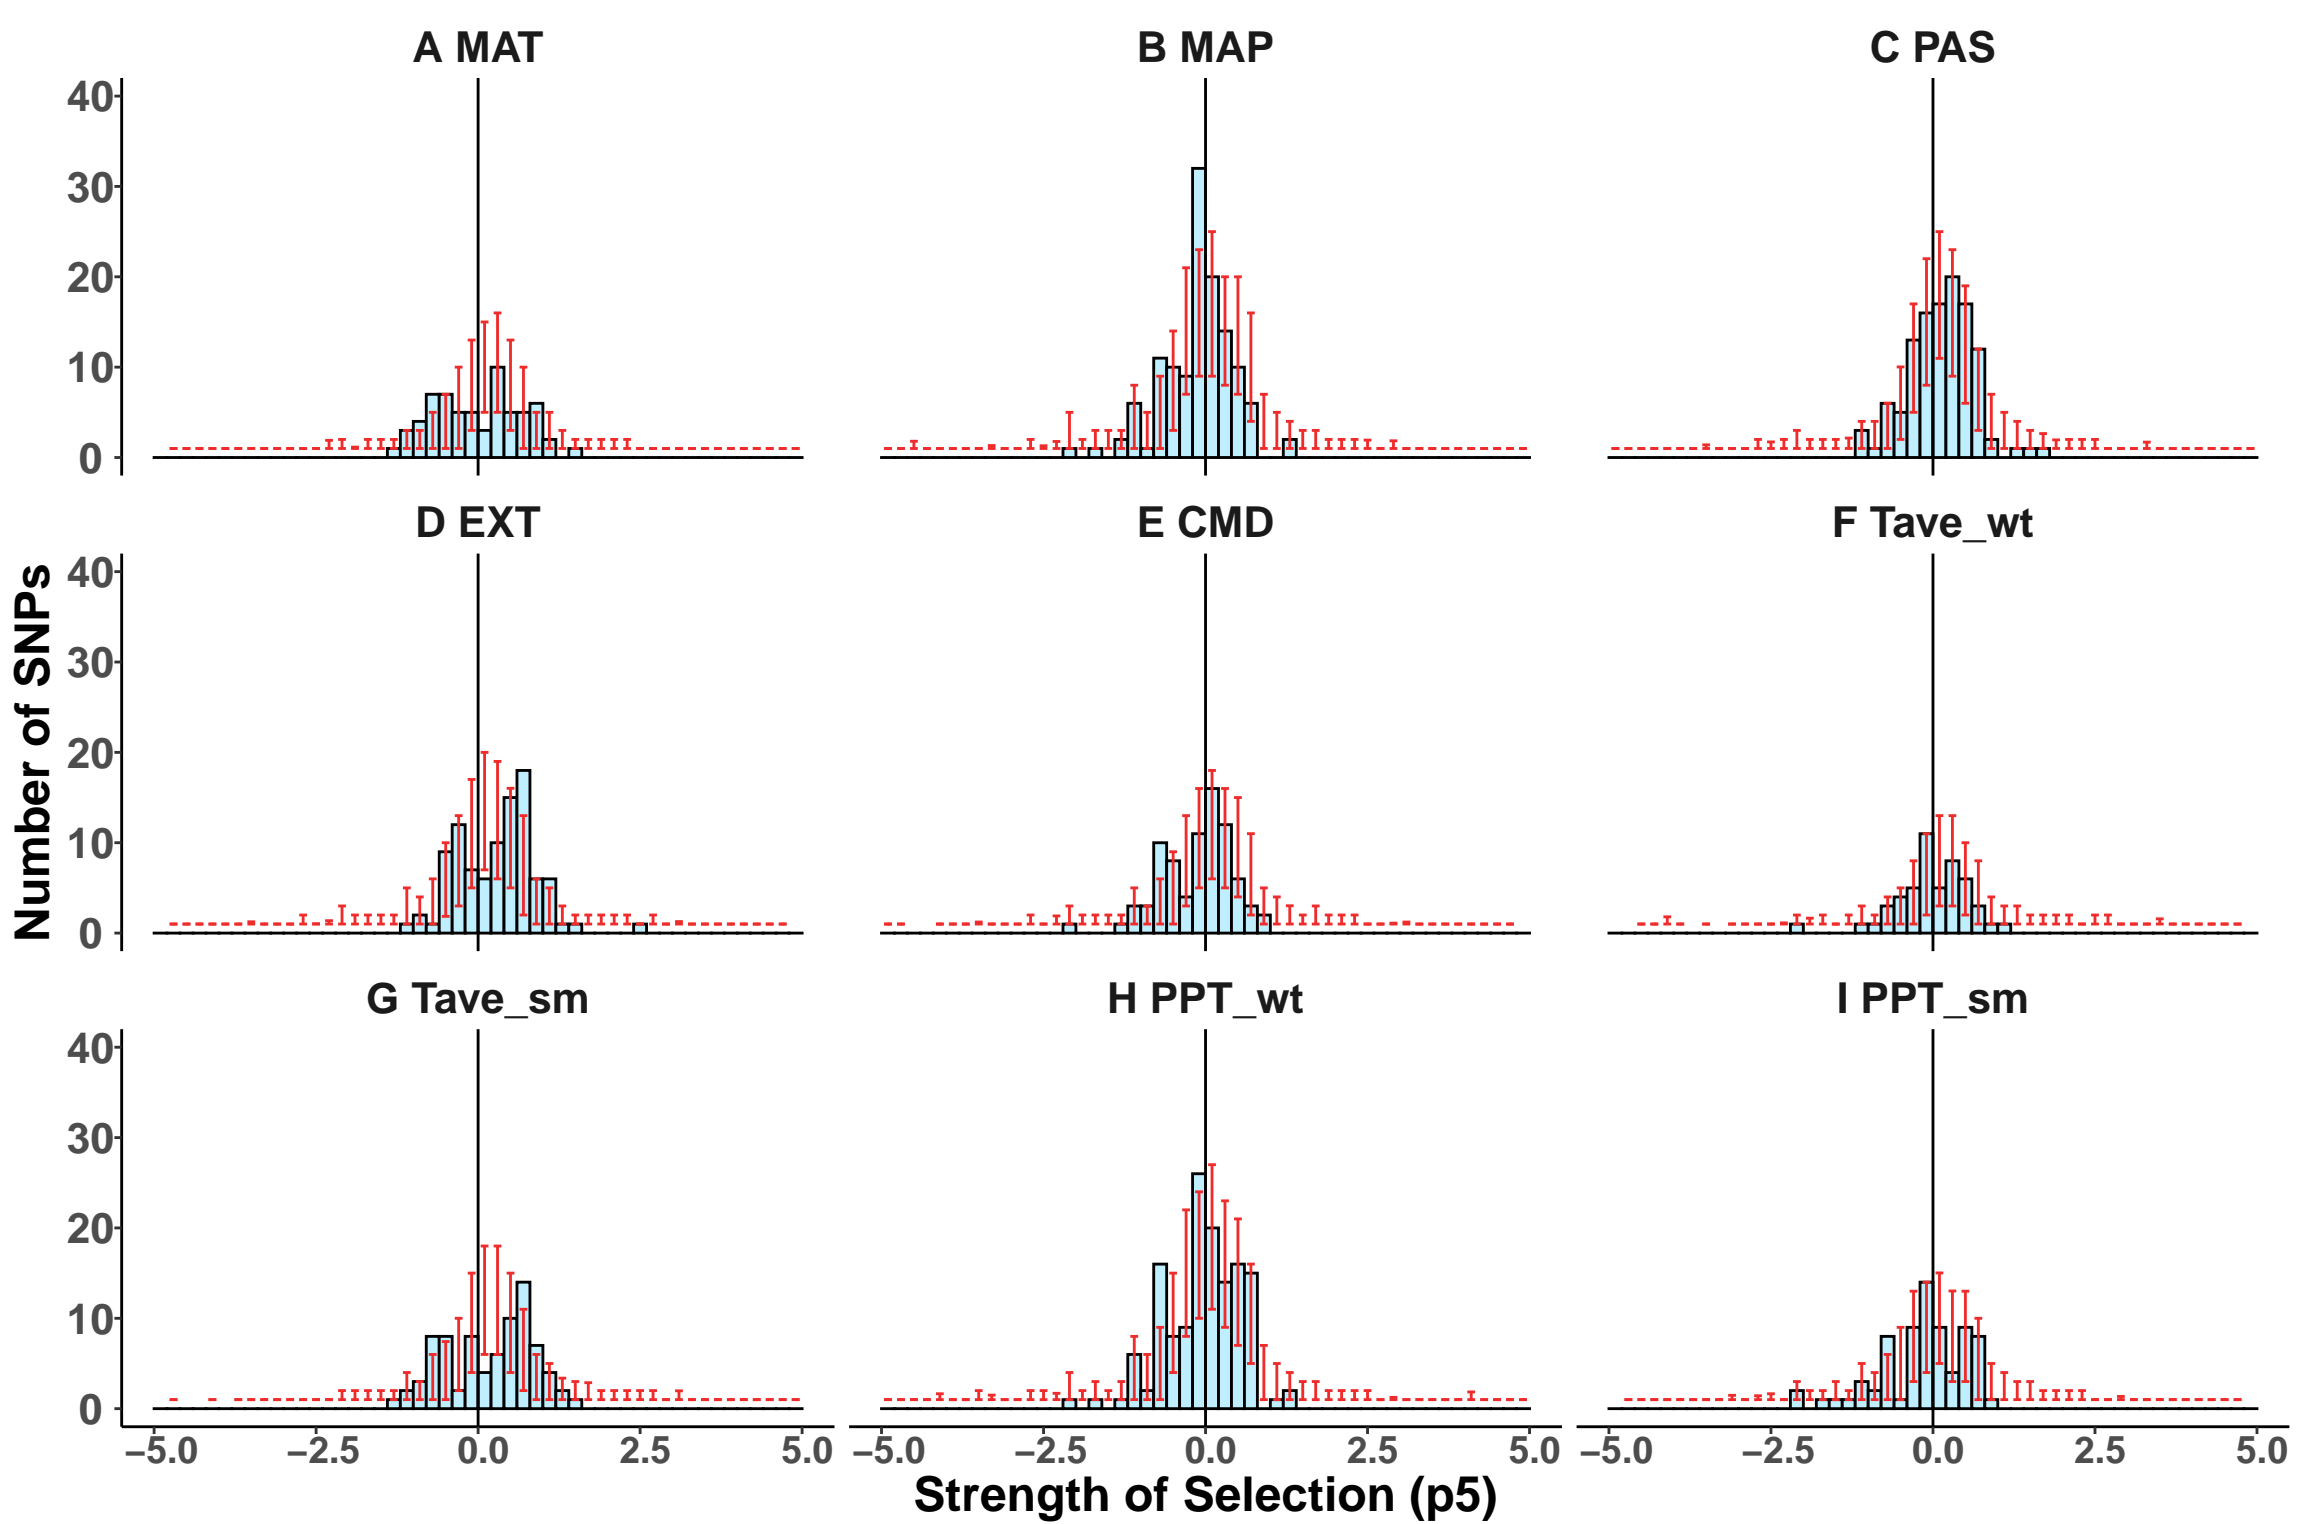 A MAT
B MAP
C PAS
40
30
20
10
0
D EXT
E CMD
F Tave_wt
Number of SNPs
40
30
20
10
0
G Tave_sm
H PPT_wt
I PPT_sm
40
30
20
10
0
−5.0 −2.5 0.0 2.5 5.0 −5.0 −2.5 0.0 2.5 5.0 −5.0 −2.5 0.0 2.5 5.0
Strength of Selection (p5)